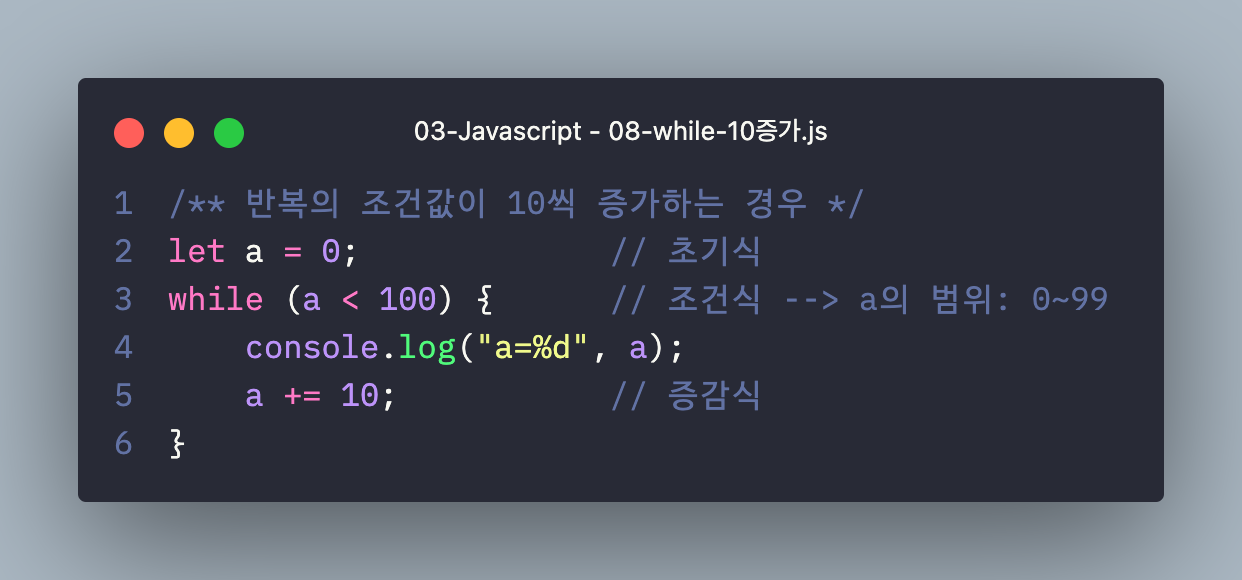 03-Javascript - 08-while-10증가.js
1 /** 반복의 조건값이 10씩 증가하는 경우 */
2 let a = 0;             // 초기식
3 while (a < 100) {      // 조건식 --> a의 범위: 0~99
4     console.log("a=%d", a);
5     a += 10;           // 증감식
6 }